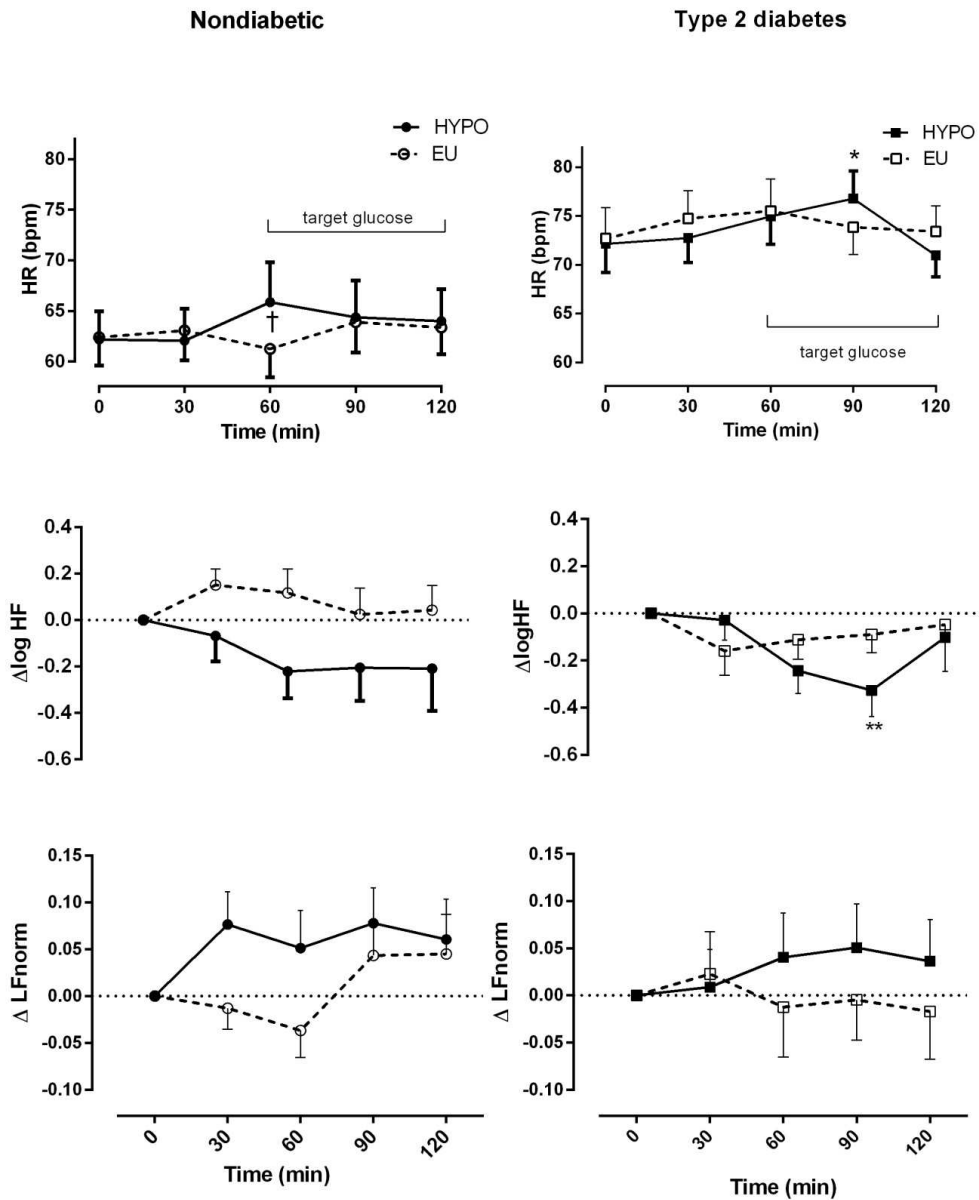 Nondiabetic
HYPO
EU
80
75
70
65
60
HR (bpm)
target glucose
†
0 30 60 90 120
Time (min)
Type 2 diabetes
HYPO
EU
*
80
75
70
65
60
HR (bpm)
target glucose
0 30 60 90 120
Time (min)
0.4
0.2
0.0
-0.2
-0.4
-0.6
Δlog HF
0.4
0.2
0.0
-0.2
-0.4
-0.6
ΔlogHF
**
0.15
0.10
0.05
0.00
-0.05
-0.10
Δ LFnorm
0 30 60 90 120
Time (min)
0.15
0.10
0.05
0.00
-0.05
-0.10
Δ LFnorm
0 30 60 90 120
Time (min)